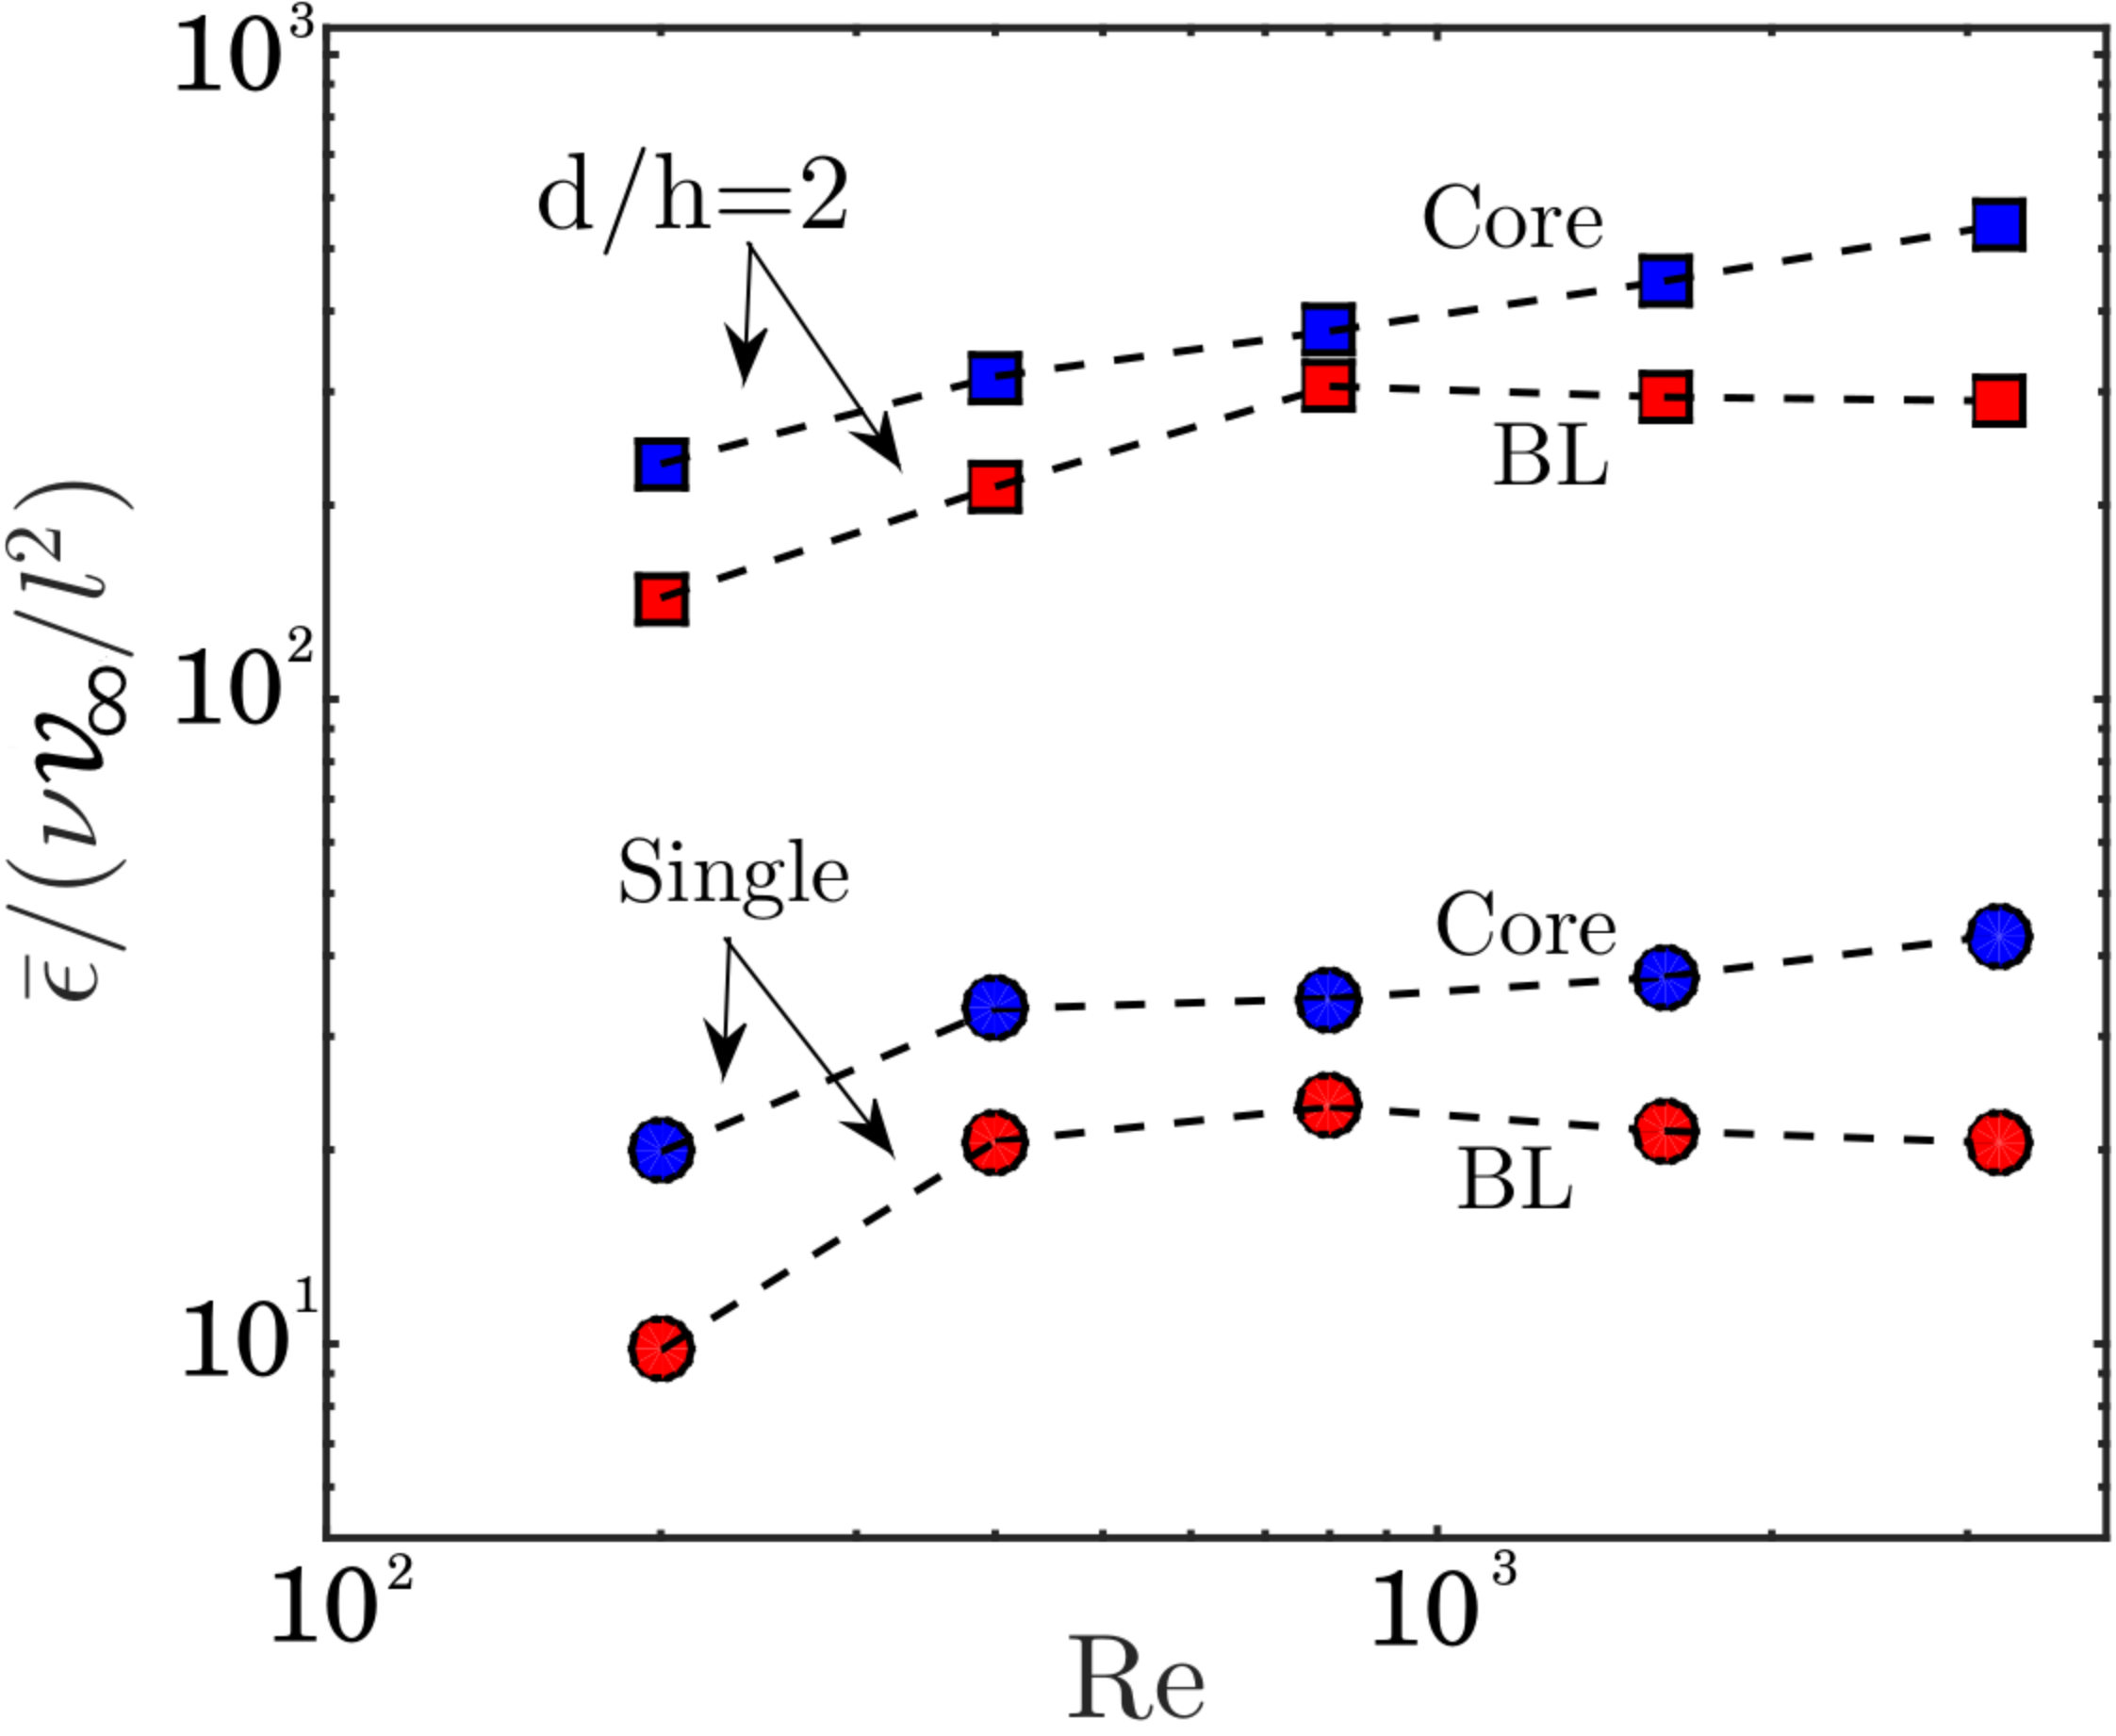 10³
d/h=2
Core
BL
10²
ε̄/(νv∞/l²)
Single
Core
BL
10¹
10²
10³
Re